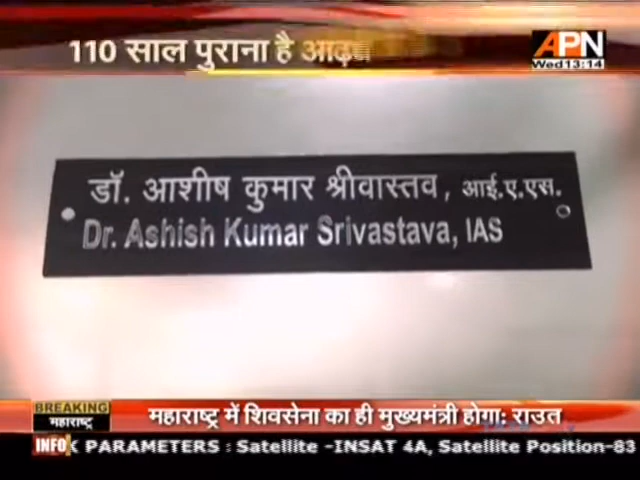 110 साल पुराना है
APN
Wed13:14
डॉ. आशीष कुमार श्रीवास्तव, आई.ए.एस.
Dr. Ashish Kumar Srivastava, IAS
BREAKING
महाराष्ट्र
महाराष्ट्र में शिवसेना का ही मुख्यमंत्री होगा: राउत
INFO K PARAMETERS : Satellite -INSAT 4A, Satellite Position-83